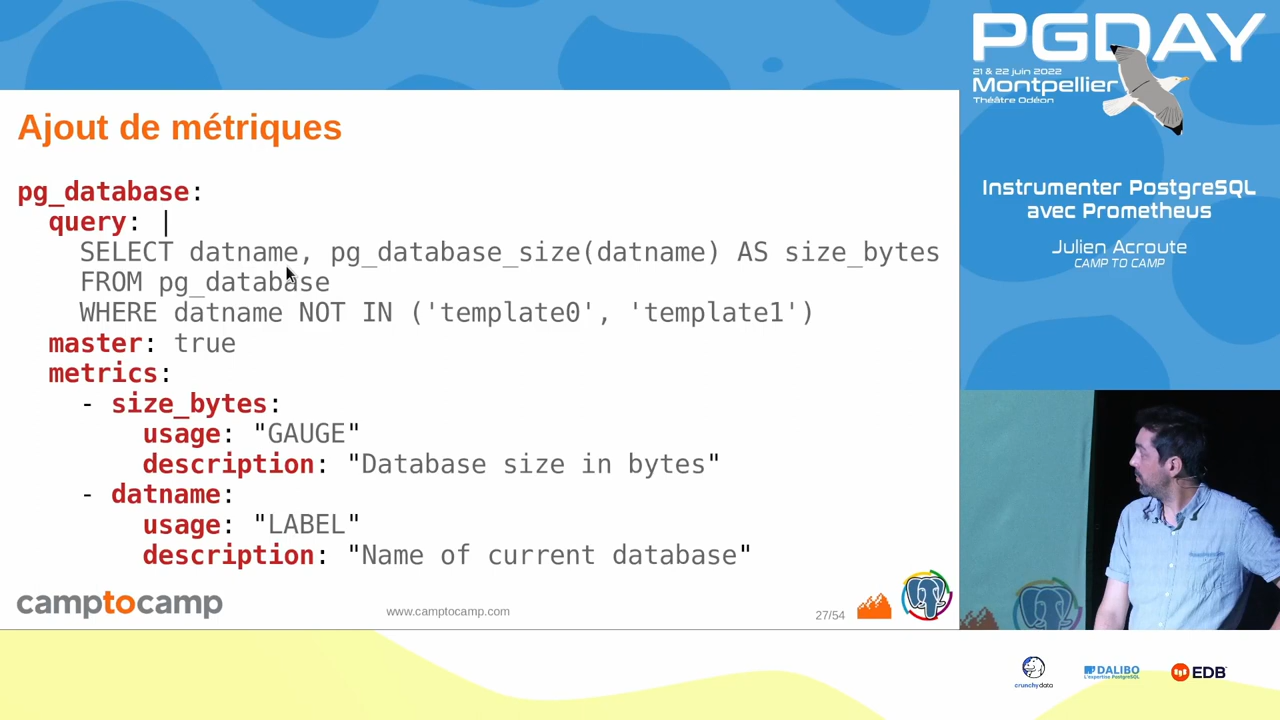 PGDAY
21 & 22 juin 2022
Montpellier
Théâtre Odéon
Ajout de métriques
pg_database:
query: |
SELECT datname, pg_database_size(datname) AS size_bytes
FROM pg_database
WHERE datname NOT IN ('template0', 'template1')
master: true
metrics:
- size_bytes:
usage: "GAUGE"
description: "Database size in bytes"
- datname:
usage: "LABEL"
description: "Name of current database"
camptocamp
www.camptocamp.com
27/54
Instrumenter PostgreSQL
avec Prometheus
Julien Acroute
CAMP TO CAMP
crunchydata
DALIBO
L'expertise PostgreSQL
EDB